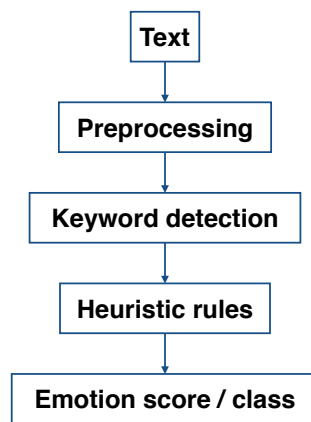 Text
Preprocessing
Keyword detection
Heuristic rules
Emotion score / class